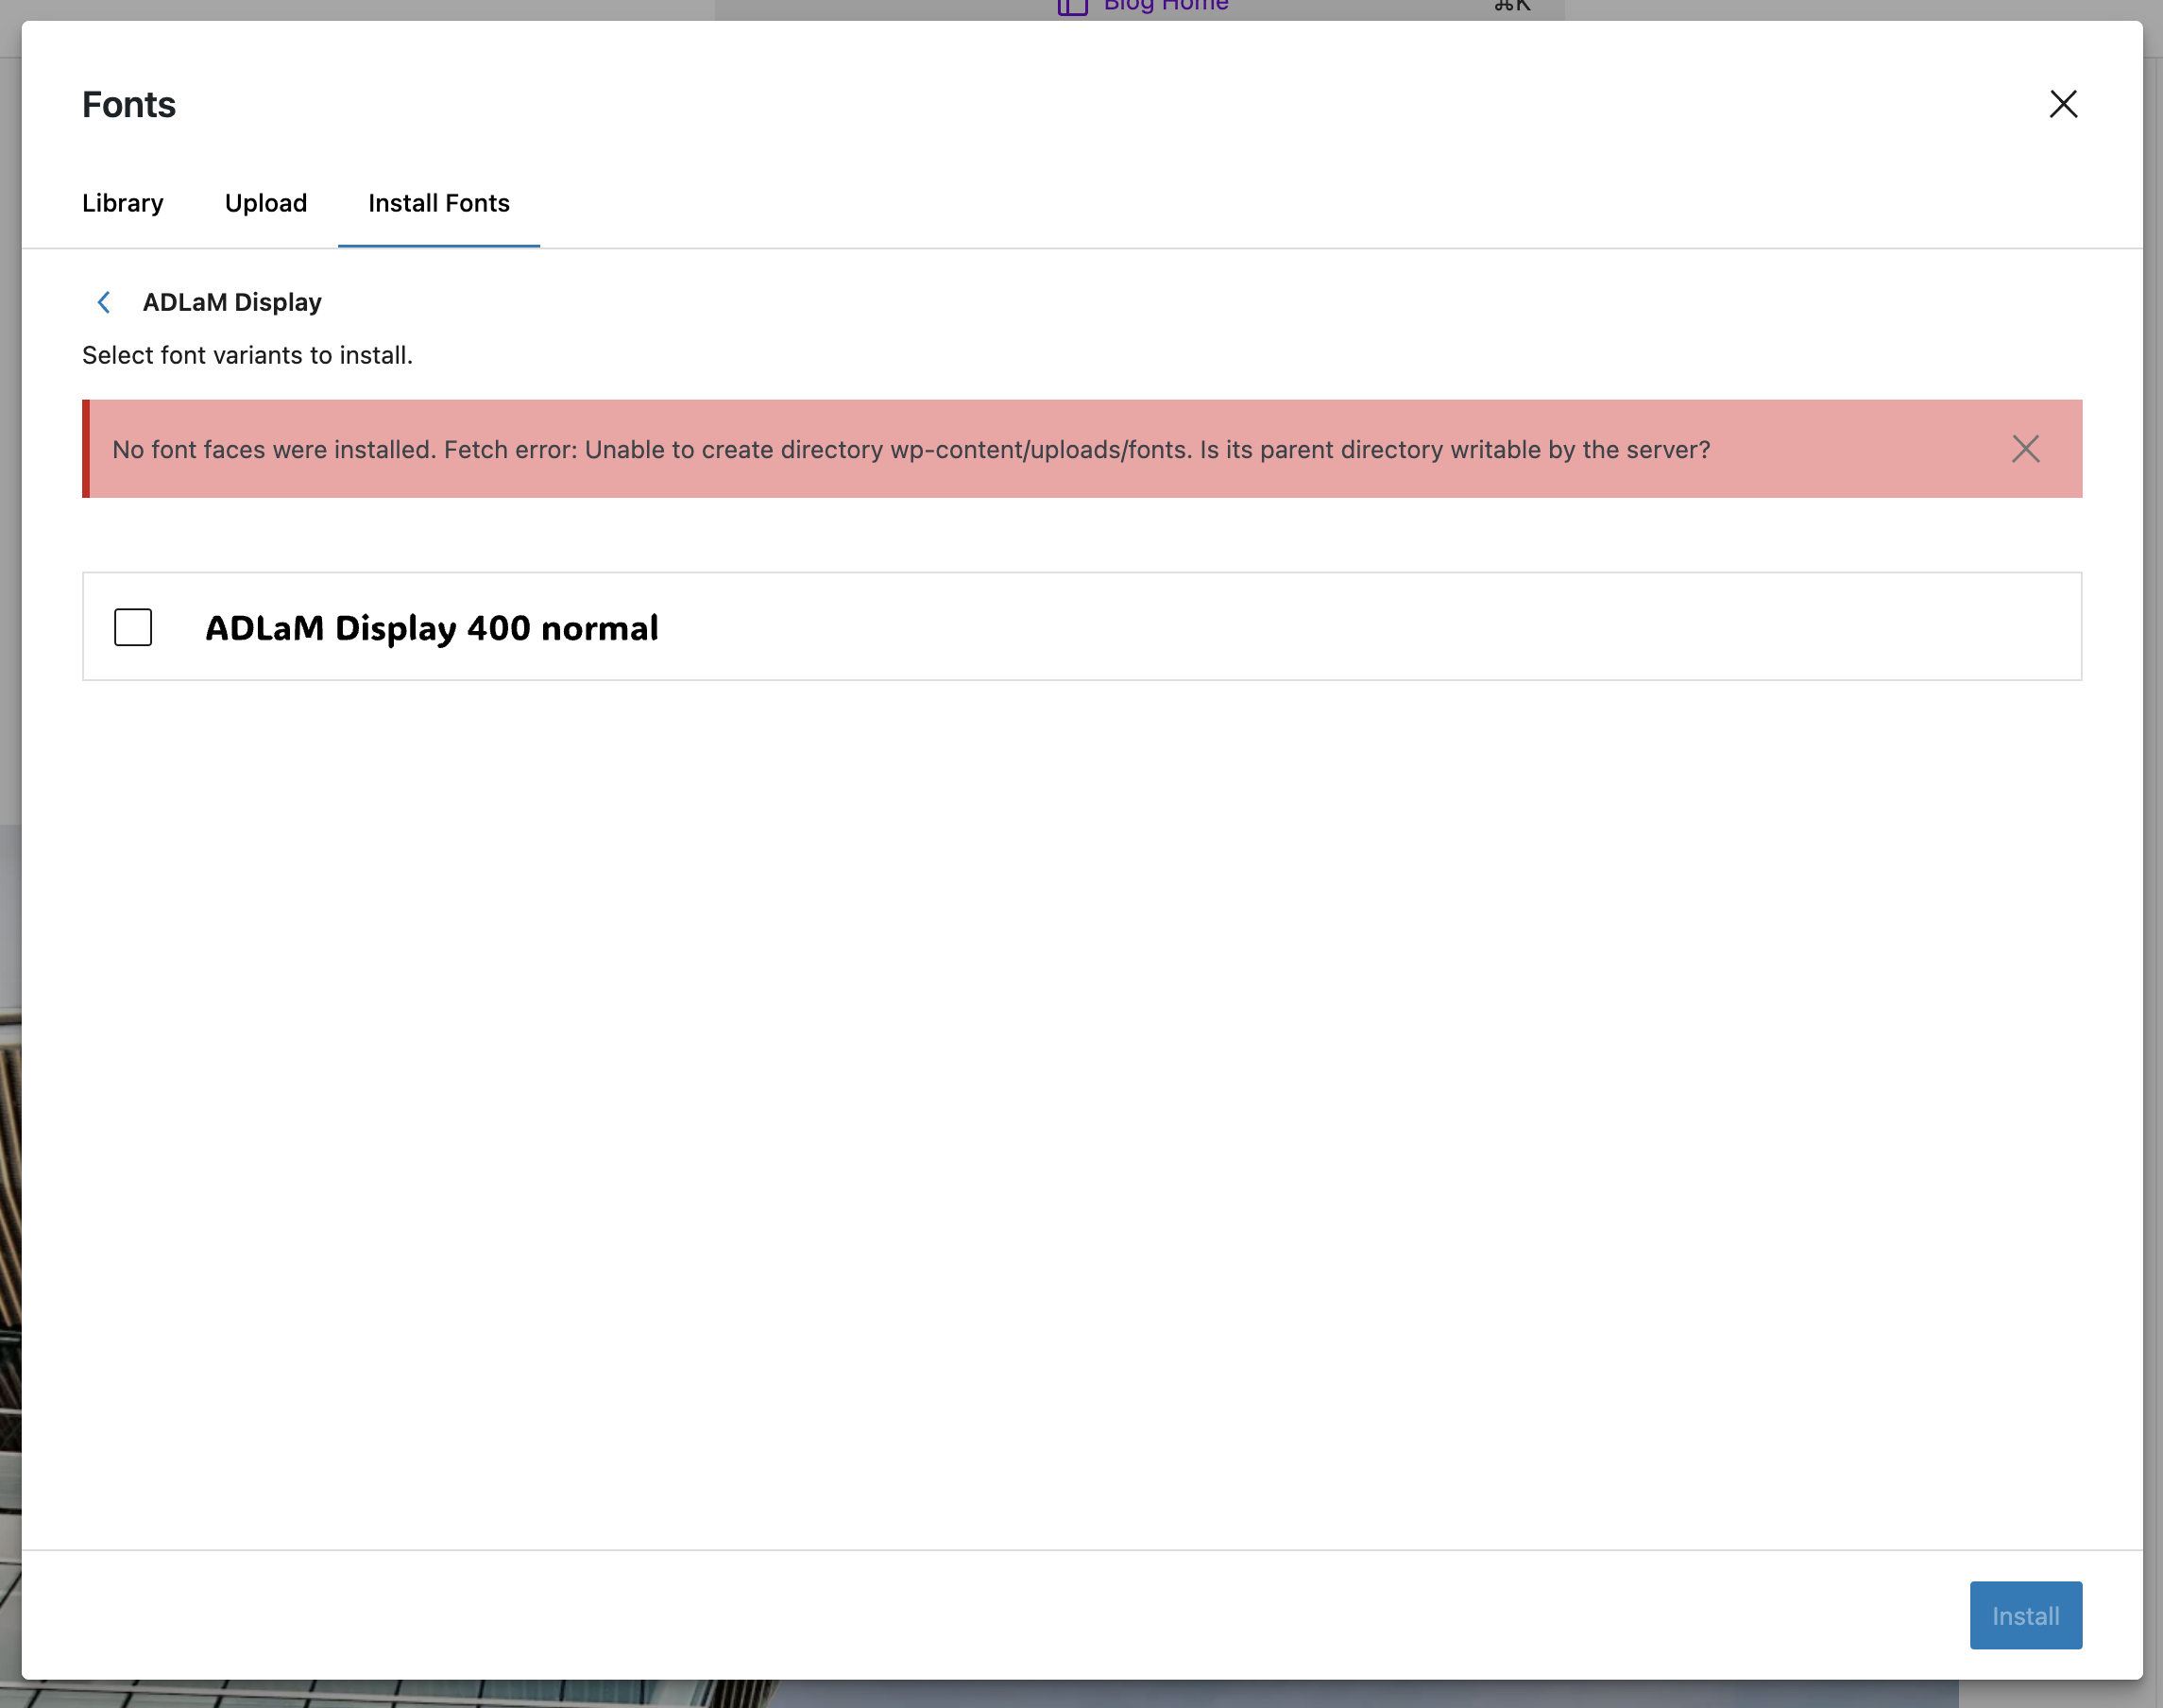 Blog Home ⌘K
Fonts
Library Upload Install Fonts
ADLaM Display
Select font variants to install.
No font faces were installed. Fetch error: Unable to create directory wp-content/uploads/fonts. Is its parent directory writable by the server?
ADLaM Display 400 normal
Install